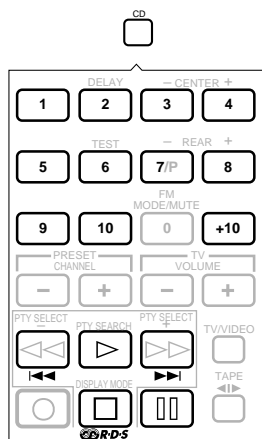 CD
DELAY – CENTER +
1 2 3 4
TEST – REAR +
5 6 7/P 8
FM
MODE/MUTE
9 10 0 +10
PRESET TV
CHANNEL VOLUME
– + – +
PTY SELECT PTY SEARCH PTY SELECT TV/VIDEO
– +
TAPE
DISPLAY MODE
R·D·S